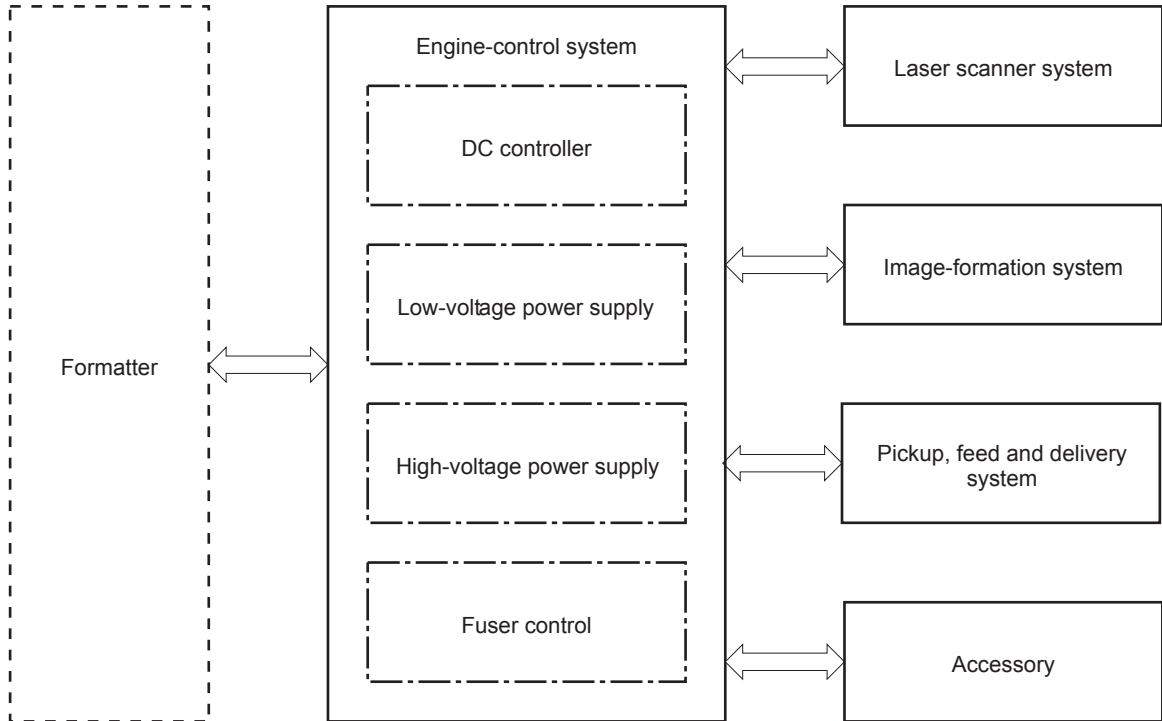 Formatter
Engine-control system
DC controller
Low-voltage power supply
High-voltage power supply
Fuser control
Laser scanner system
Image-formation system
Pickup, feed and delivery
system
Accessory